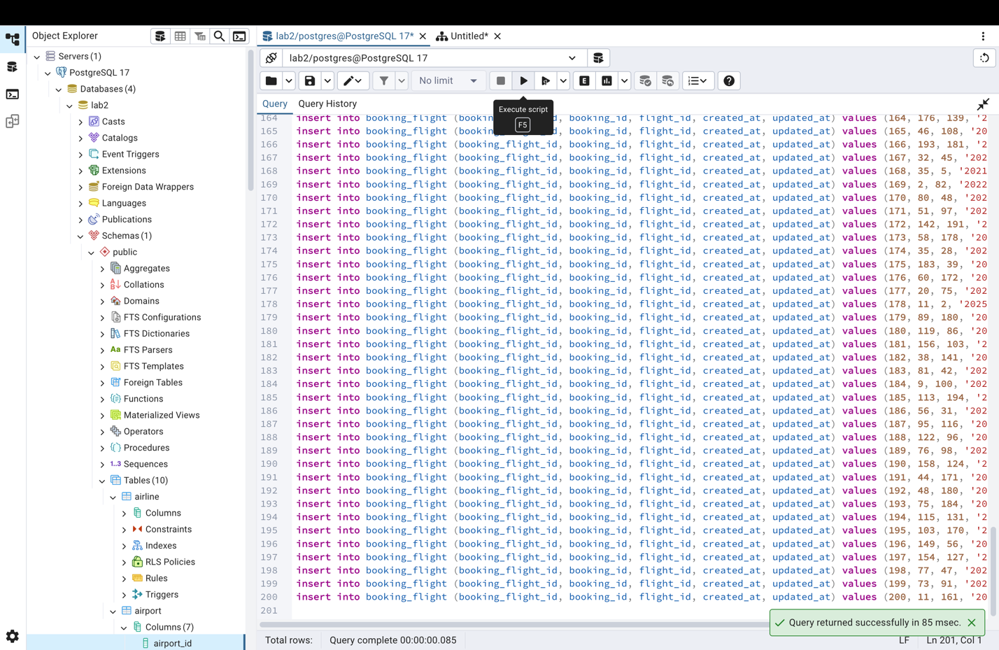 Object Explorer
lab2/postgres@PostgreSQL 17*
Untitled*
Servers (1)
PostgreSQL 17
Databases (4)
lab2
Casts
Catalogs
Event Triggers
Extensions
Foreign Data Wrappers
Languages
Publications
Schemas (1)
public
Aggregates
Collations
Domains
FTS Configurations
FTS Dictionaries
Aa FTS Parsers
FTS Templates
Foreign Tables
Functions
Materialized Views
Operators
Procedures
1..3 Sequences
Tables (10)
airline
Columns
Constraints
Indexes
RLS Policies
Rules
Triggers
airport
Columns (7)
airport_id
lab2/postgres@PostgreSQL 17
No limit
E
Query
Query History
Execute script
F5
164 insert into booking_flight (bookin d, booking_id, flight_id, created_at, updated_at) values (164, 176, 139, '2
165 insert into booking_flight (bookin d, booking_id, flight_id, created_at, updated_at) values (165, 46, 108, '20
166 insert into booking_flight (booking_flight_id, booking_id, flight_id, created_at, updated_at) values (166, 193, 181, '2
167 insert into booking_flight (booking_flight_id, booking_id, flight_id, created_at, updated_at) values (167, 32, 45, '202
168 insert into booking_flight (booking_flight_id, booking_id, flight_id, created_at, updated_at) values (168, 35, 5, '2021
169 insert into booking_flight (booking_flight_id, booking_id, flight_id, created_at, updated_at) values (169, 2, 82, '2022
170 insert into booking_flight (booking_flight_id, booking_id, flight_id, created_at, updated_at) values (170, 80, 48, '202
171 insert into booking_flight (booking_flight_id, booking_id, flight_id, created_at, updated_at) values (171, 51, 97, '202
172 insert into booking_flight (booking_flight_id, booking_id, flight_id, created_at, updated_at) values (172, 142, 191, '2
173 insert into booking_flight (booking_flight_id, booking_id, flight_id, created_at, updated_at) values (173, 58, 178, '20
174 insert into booking_flight (booking_flight_id, booking_id, flight_id, created_at, updated_at) values (174, 35, 28, '202
175 insert into booking_flight (booking_flight_id, booking_id, flight_id, created_at, updated_at) values (175, 183, 39, '20
176 insert into booking_flight (booking_flight_id, booking_id, flight_id, created_at, updated_at) values (176, 60, 172, '20
177 insert into booking_flight (booking_flight_id, booking_id, flight_id, created_at, updated_at) values (177, 20, 75, '202
178 insert into booking_flight (booking_flight_id, booking_id, flight_id, created_at, updated_at) values (178, 11, 2, '2025
179 insert into booking_flight (booking_flight_id, booking_id, flight_id, created_at, updated_at) values (179, 89, 180, '20
180 insert into booking_flight (booking_flight_id, booking_id, flight_id, created_at, updated_at) values (180, 119, 86, '20
181 insert into booking_flight (booking_flight_id, booking_id, flight_id, created_at, updated_at) values (181, 156, 103, '2
182 insert into booking_flight (booking_flight_id, booking_id, flight_id, created_at, updated_at) values (182, 38, 141, '20
183 insert into booking_flight (booking_flight_id, booking_id, flight_id, created_at, updated_at) values (183, 81, 42, '202
184 insert into booking_flight (booking_flight_id, booking_id, flight_id, created_at, updated_at) values (184, 9, 100, '202
185 insert into booking_flight (booking_flight_id, booking_id, flight_id, created_at, updated_at) values (185, 113, 194, '2
186 insert into booking_flight (booking_flight_id, booking_id, flight_id, created_at, updated_at) values (186, 56, 31, '202
187 insert into booking_flight (booking_flight_id, booking_id, flight_id, created_at, updated_at) values (187, 95, 116, '20
188 insert into booking_flight (booking_flight_id, booking_id, flight_id, created_at, updated_at) values (188, 122, 96, '20
189 insert into booking_flight (booking_flight_id, booking_id, flight_id, created_at, updated_at) values (189, 76, 98, '202
190 insert into booking_flight (booking_flight_id, booking_id, flight_id, created_at, updated_at) values (190, 158, 124, '2
191 insert into booking_flight (booking_flight_id, booking_id, flight_id, created_at, updated_at) values (191, 44, 171, '20
192 insert into booking_flight (booking_flight_id, booking_id, flight_id, created_at, updated_at) values (192, 48, 180, '20
193 insert into booking_flight (booking_flight_id, booking_id, flight_id, created_at, updated_at) values (193, 75, 184, '20
194 insert into booking_flight (booking_flight_id, booking_id, flight_id, created_at, updated_at) values (194, 115, 131, '2
195 insert into booking_flight (booking_flight_id, booking_id, flight_id, created_at, updated_at) values (195, 103, 170, '2
196 insert into booking_flight (booking_flight_id, booking_id, flight_id, created_at, updated_at) values (196, 149, 56, '20
197 insert into booking_flight (booking_flight_id, booking_id, flight_id, created_at, updated_at) values (197, 154, 127, '2
198 insert into booking_flight (booking_flight_id, booking_id, flight_id, created_at, updated_at) values (198, 77, 47, '202
199 insert into booking_flight (booking_flight_id, booking_id, flight_id, created_at, updated_at) values (199, 73, 91, '202
200 insert into booking_flight (booking_flight_id, booking_id, flight_id, created_at, updated_at) values (200, 11, 161, '20
201
Query returned successfully in 85 msec.
Total rows:
Query complete 00:00:00.085
LF
Ln 201, Col 1